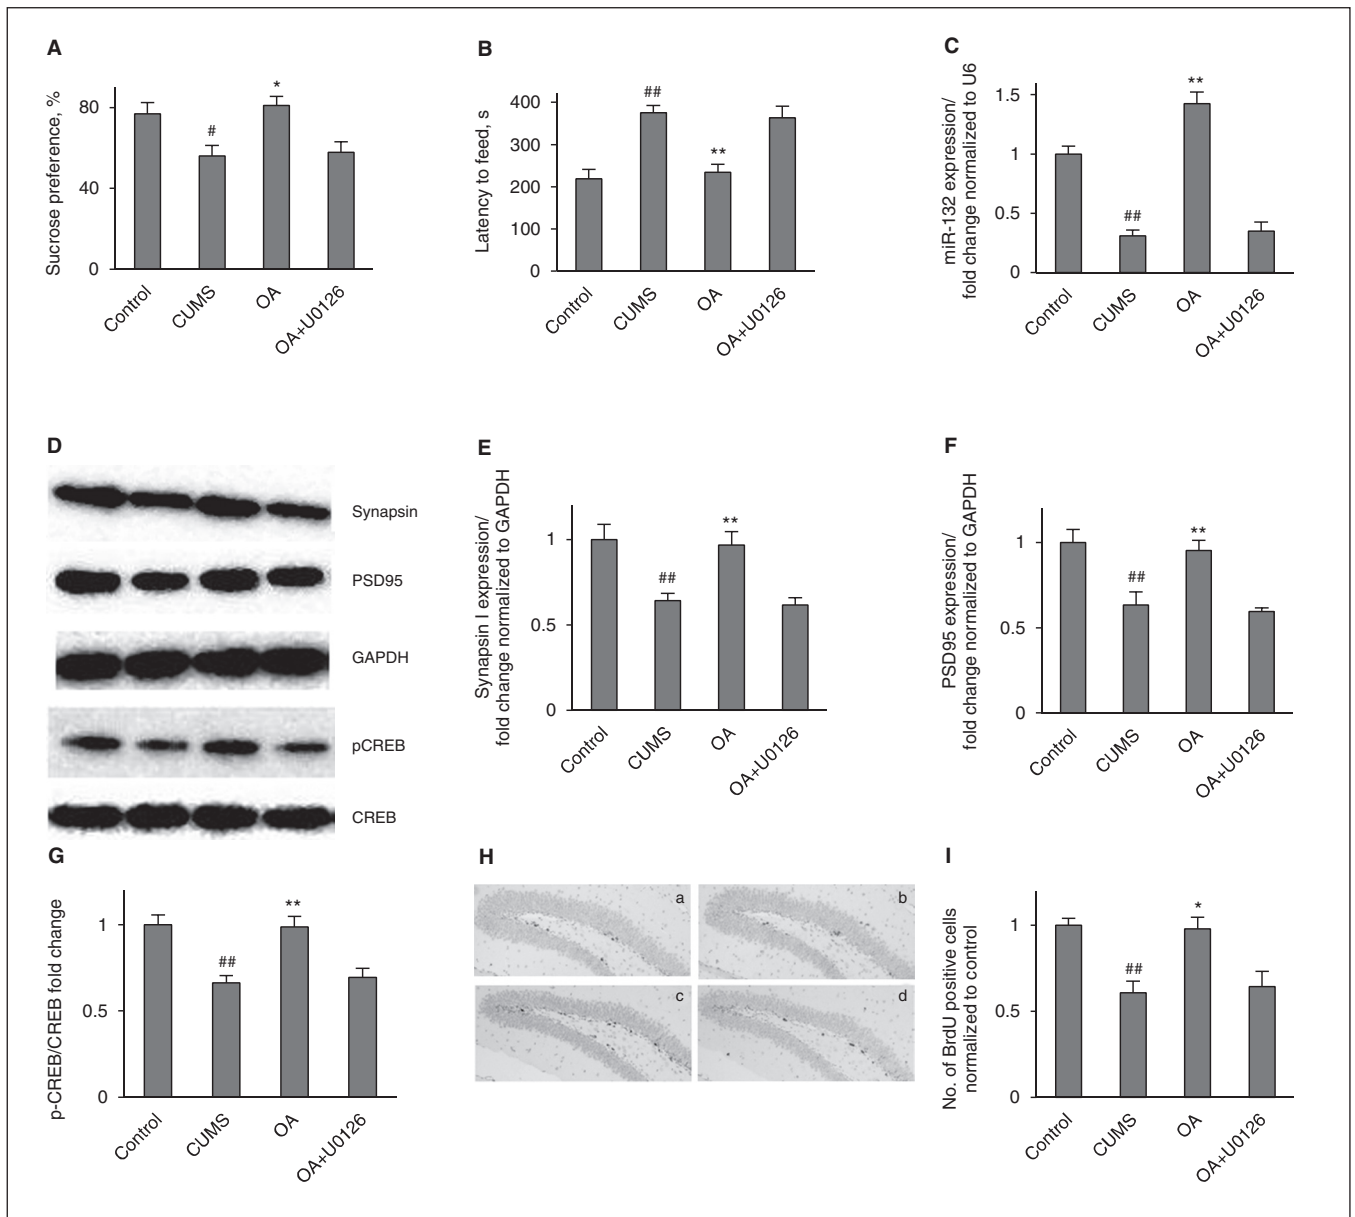 A
Sucrose preference, %
80
40
0
#
*
Control
CUMS
OA
OA+U0126
B
Latency to feed, s
400
300
200
100
0
##
**
Control
CUMS
OA
OA+U0126
C
miR-132 expression/
fold change normalized to U6
1.5
1
0.5
0
##
**
Control
CUMS
OA
OA+U0126
D
Synapsin
PSD95
GAPDH
pCREB
CREB
E
Synapsin I expression/
fold change normalized to GAPDH
1
0.5
0
##
**
Control
CUMS
OA
OA+U0126
F
PSD95 expression/
fold change normalized to GAPDH
1
0.5
0
##
**
Control
CUMS
OA
OA+U0126
G
p-CREB/CREB fold change
1
0.5
0
##
**
Control
CUMS
OA
OA+U0126
H
a
b
c
d
I
No. of BrdU positive cells
normalized to control
1
0.5
0
##
*
Control
CUMS
OA
OA+U0126